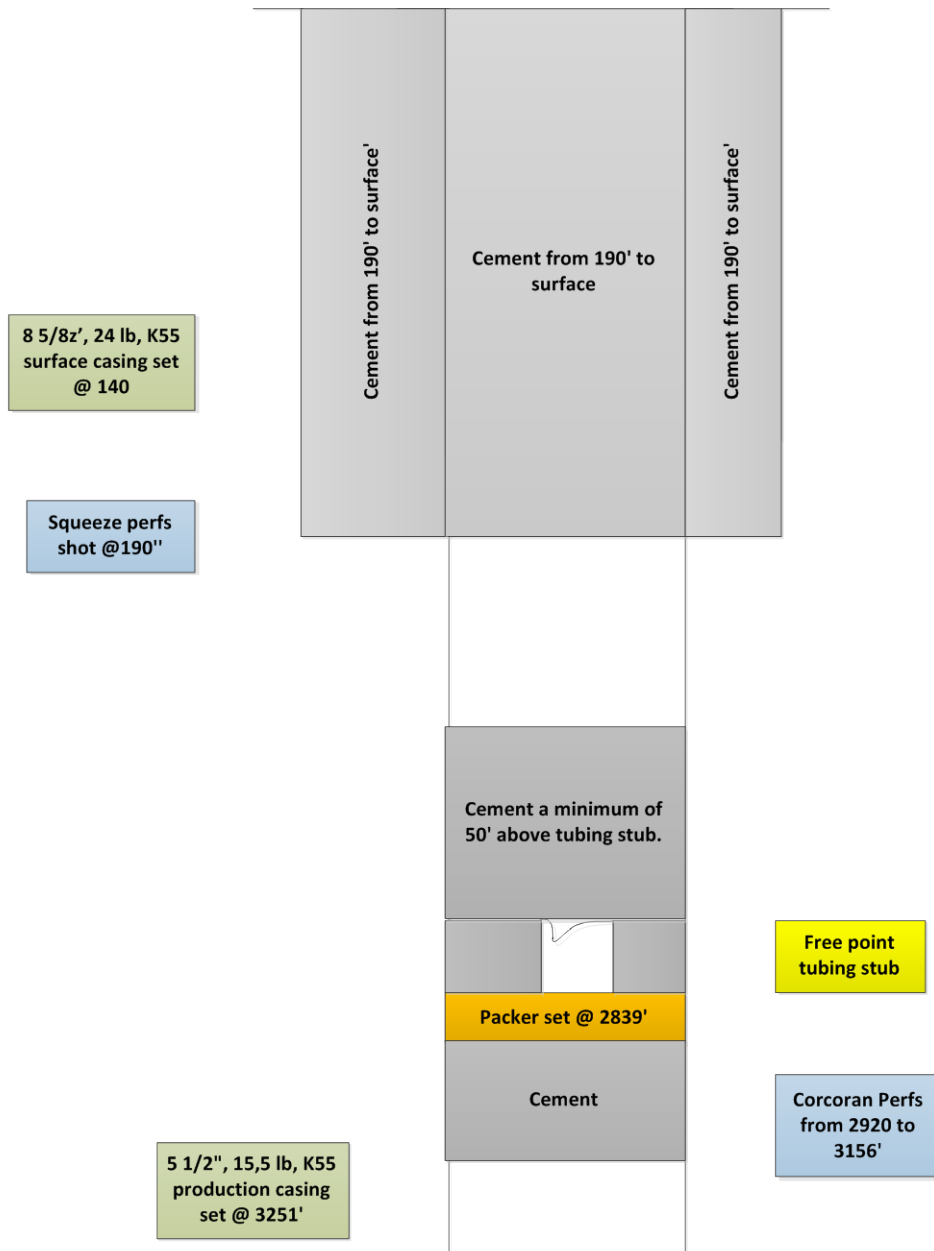 Cement from 190' to surface'
Cement from 190' to
surface
Cement from 190' to surface'
8 5/8z’, 24 lb, K55
surface casing set
@ 140
Squeeze perfs
shot @190''
Cement a minimum of
50' above tubing stub.
Free point
tubing stub
Packer set @ 2839'
Cement
Corcoran Perfs
from 2920 to
3156'
5 1/2", 15,5 lb, K55
production casing
set @ 3251'